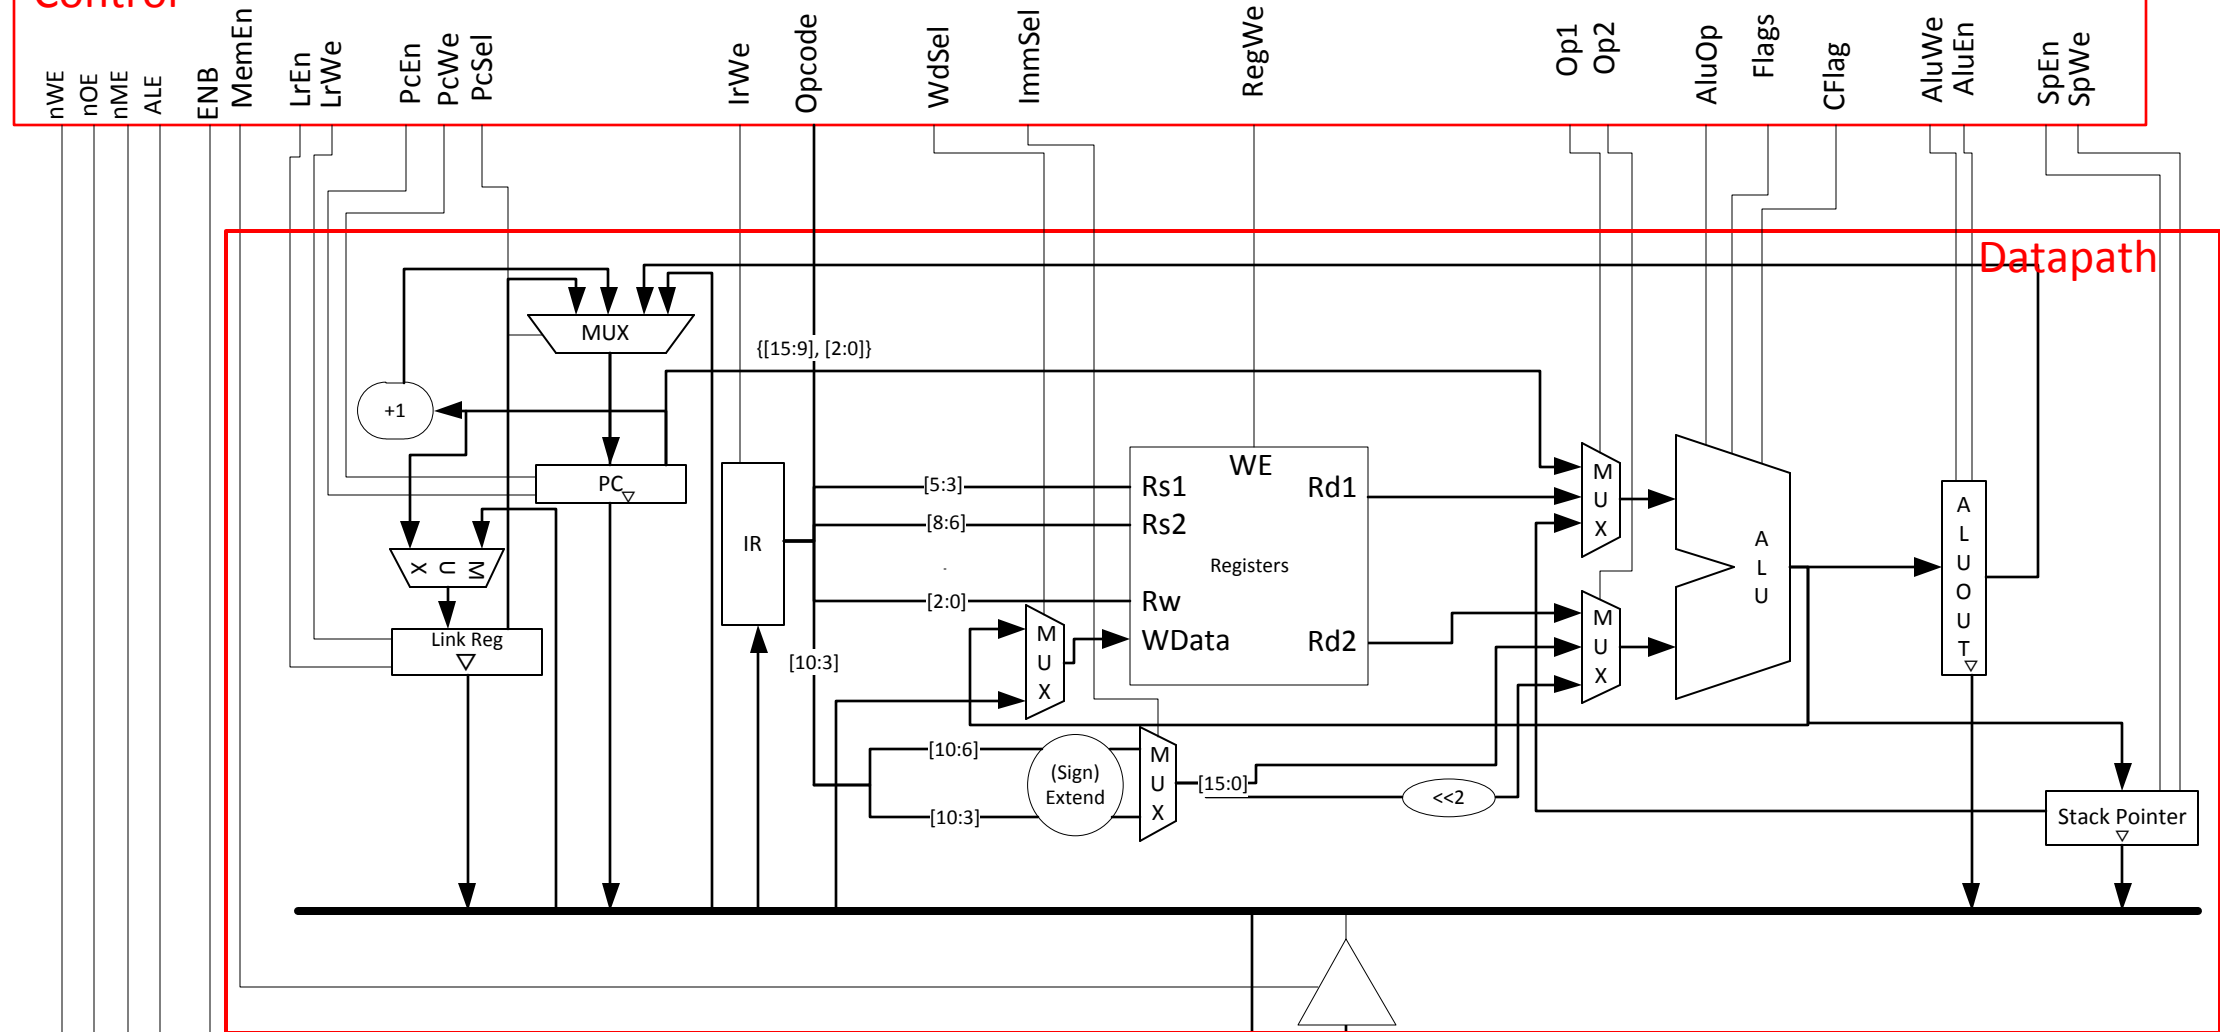 Control
nWE
nOE
nME
ALE
ENB
MemEn
LrEn
LrWe
PcEn
PcWe
PcSel
IrWe
Opcode
WdSel
ImmSel
RegWe
Op1
Op2
AluOp
Flags
CFlag
AluWe
AluEn
SpEn
SpWe
Datapath
MUX
{[15:9], [2:0]}
+1
PC
MUX
Link Reg
IR
[5:3]
[8:6]
[2:0]
[10:3]
WE
Rs1
Rs2
Rw
WData
Rd1
Rd2
Registers
MUX
[10:6]
[10:3]
(Sign)
Extend
MUX
[15:0]
<<2
MUX
MUX
ALU
ALUOUT
Stack Pointer